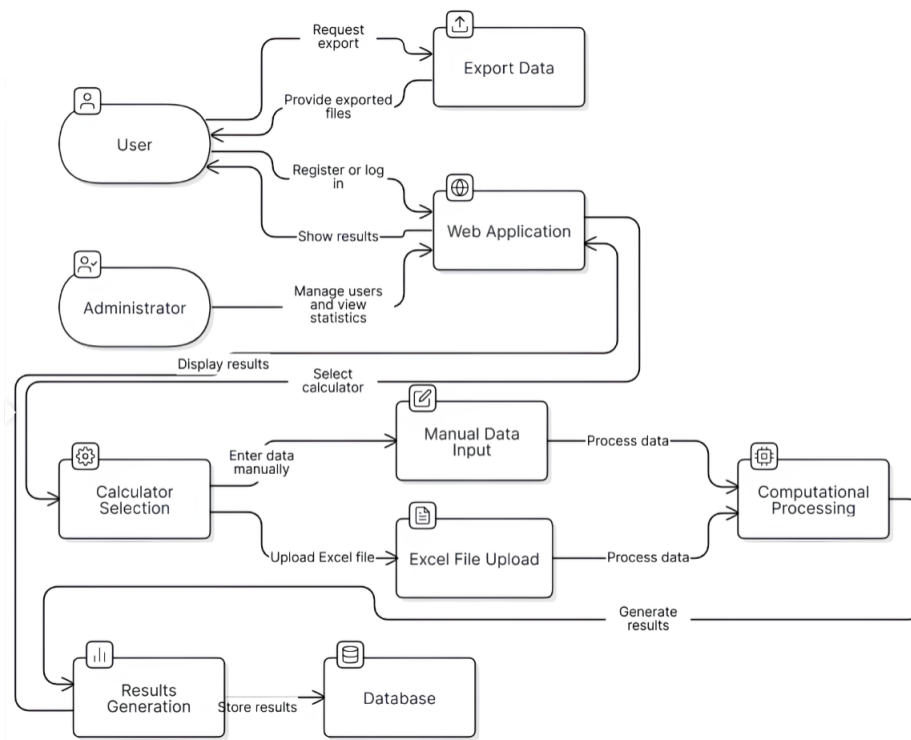 Request
export
Export Data
Provide exported
files
User
Register or log
in
Web Application
Show results
Administrator
Manage users
and view
statistics
Display results
Select
calculator
Manual Data
Input
Enter data
manually
Process data
Calculator
Selection
Computational
Processing
Upload Excel file
Excel File Upload
Process data
Generate
results
Results
Generation
Store results
Database